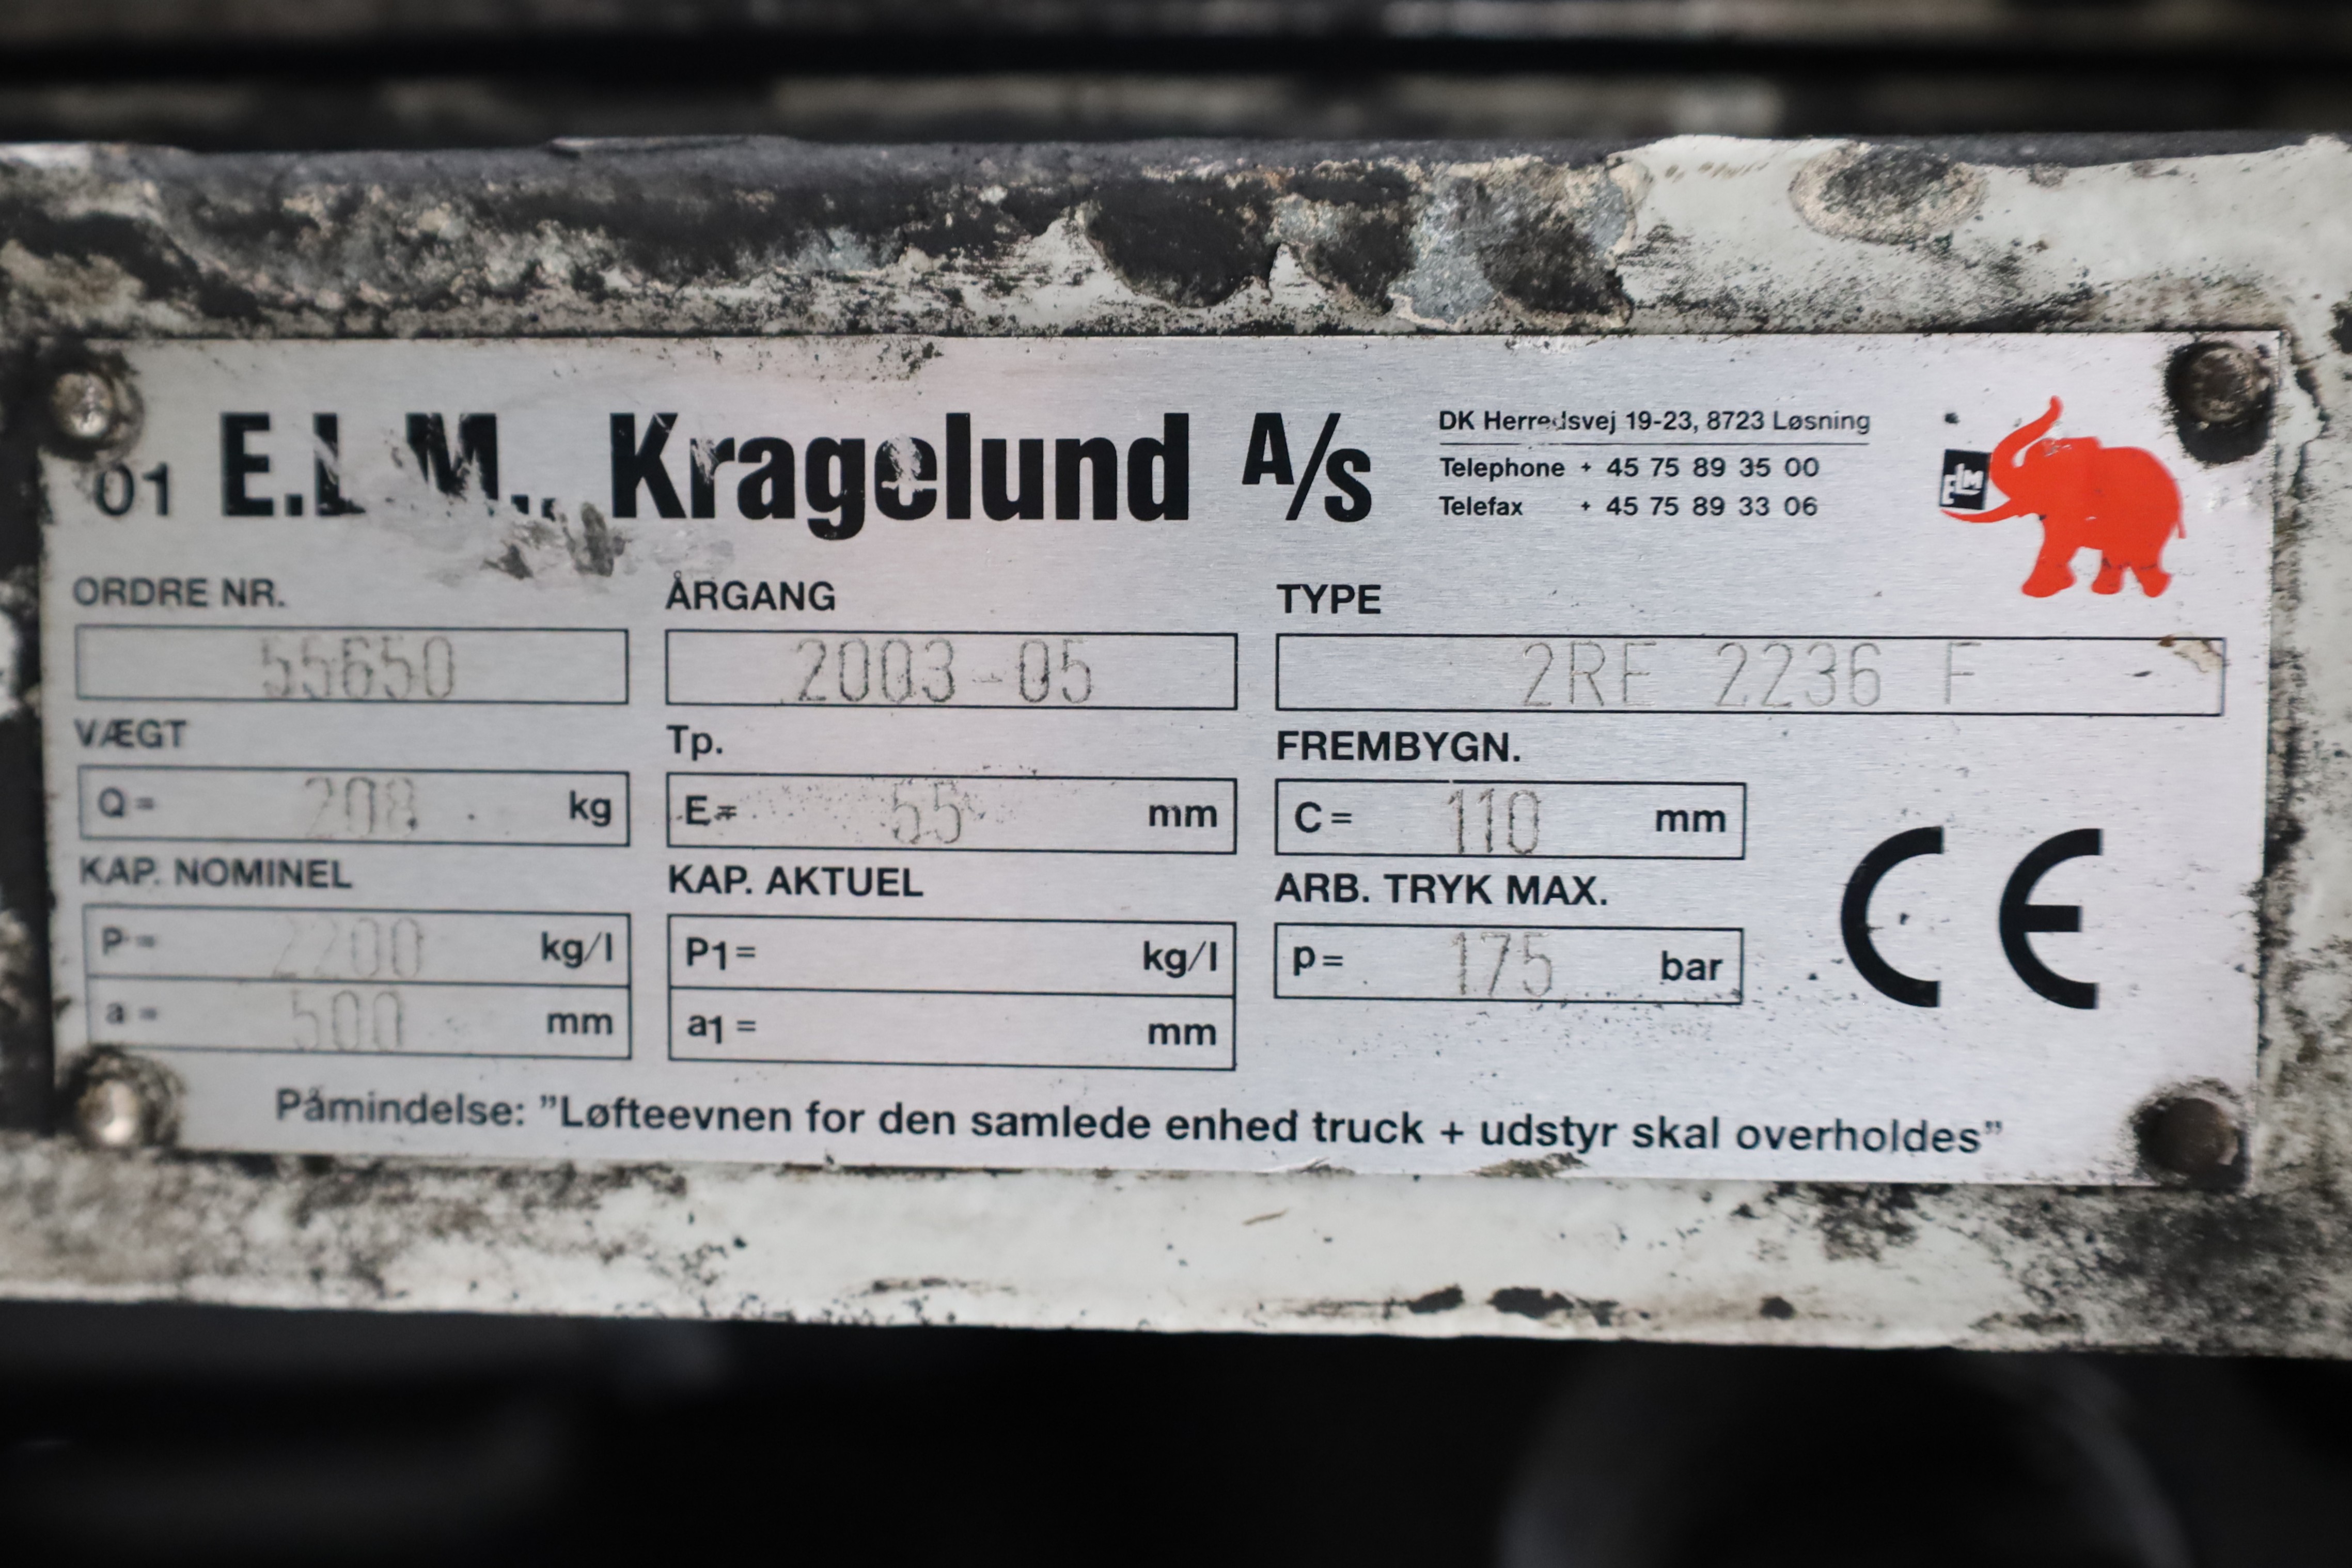 01 E.L.M., Kragelund A/S
DK Herredsvej 19-23, 8723 Løsning
Telephone + 45 75 89 35 00
Telefax + 45 75 89 33 06
ELM
ORDRE NR. ÅRGANG TYPE
55650 2003-05 2RE 2236 F
VÆGT Tp. FREMBYGN.
Q = 208 kg E= 55 mm C = 110 mm
KAP. NOMINEL KAP. AKTUEL ARB. TRYK MAX.
P = 2200 kg/l P1 = kg/l p = 175 bar
a = 500 mm a1 = mm
CE
Påmindelse: ”Løfteevnen for den samlede enhed truck + udstyr skal overholdes”